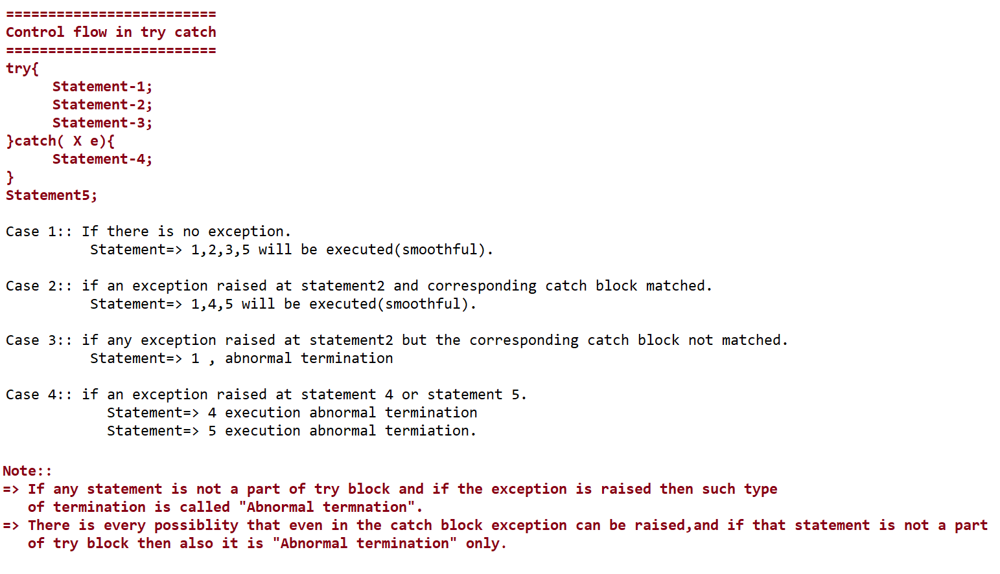 =========================
Control flow in try catch
=========================
try{
Statement-1;
Statement-2;
Statement-3;
}catch( X e){
Statement-4;
}
Statement5;
Case 1:: If there is no exception.
Statement=> 1,2,3,5 will be executed(smoothful).
Case 2:: if an exception raised at statement2 and corresponding catch block matched.
Statement=> 1,4,5 will be executed(smoothful).
Case 3:: if any exception raised at statement2 but the corresponding catch block not matched.
Statement=> 1 , abnormal termination
Case 4:: if an exception raised at statement 4 or statement 5.
Statement=> 4 execution abnormal termination
Statement=> 5 execution abnormal termiation.
Note::
=> If any statement is not a part of try block and if the exception is raised then such type
of termination is called "Abnormal termnation".
=> There is every possiblity that even in the catch block exception can be raised,and if that statement is not a part
of try block then also it is "Abnormal termination" only.